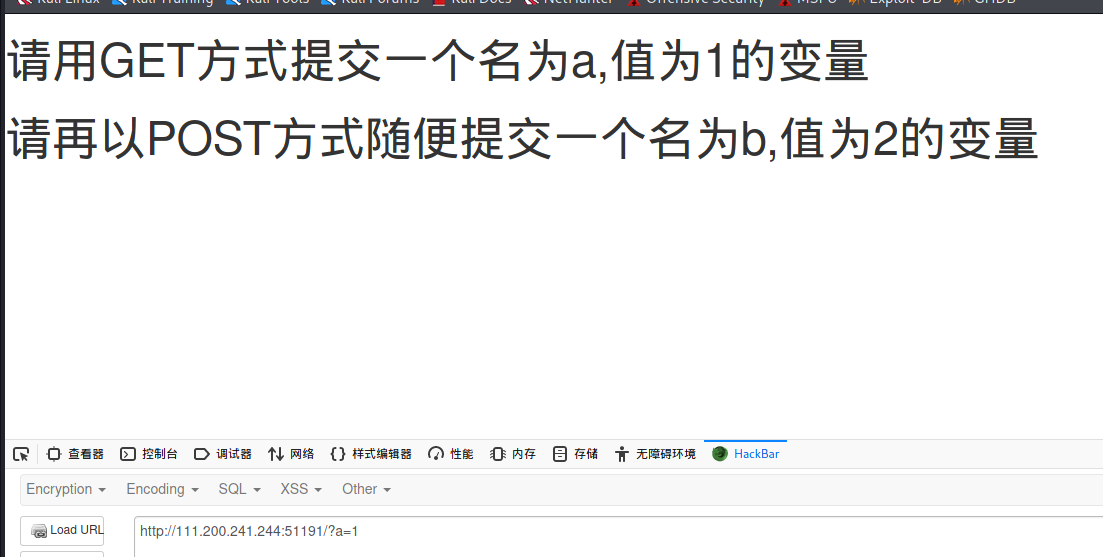 Kali Linux Kali Training Kali Tools Kali Forums Kali Docs NetHunter Offensive Security MSFU Exploit-DB GHDB
请用GET方式提交一个名为a,值为1的变量
请再以POST方式随便提交一个名为b,值为2的变量
查看器 控制台 调试器 网络 样式编辑器 性能 内存 存储 无障碍环境 HackBar
Encryption Encoding SQL XSS Other
Load URL http://111.200.241.244:51191/?a=1